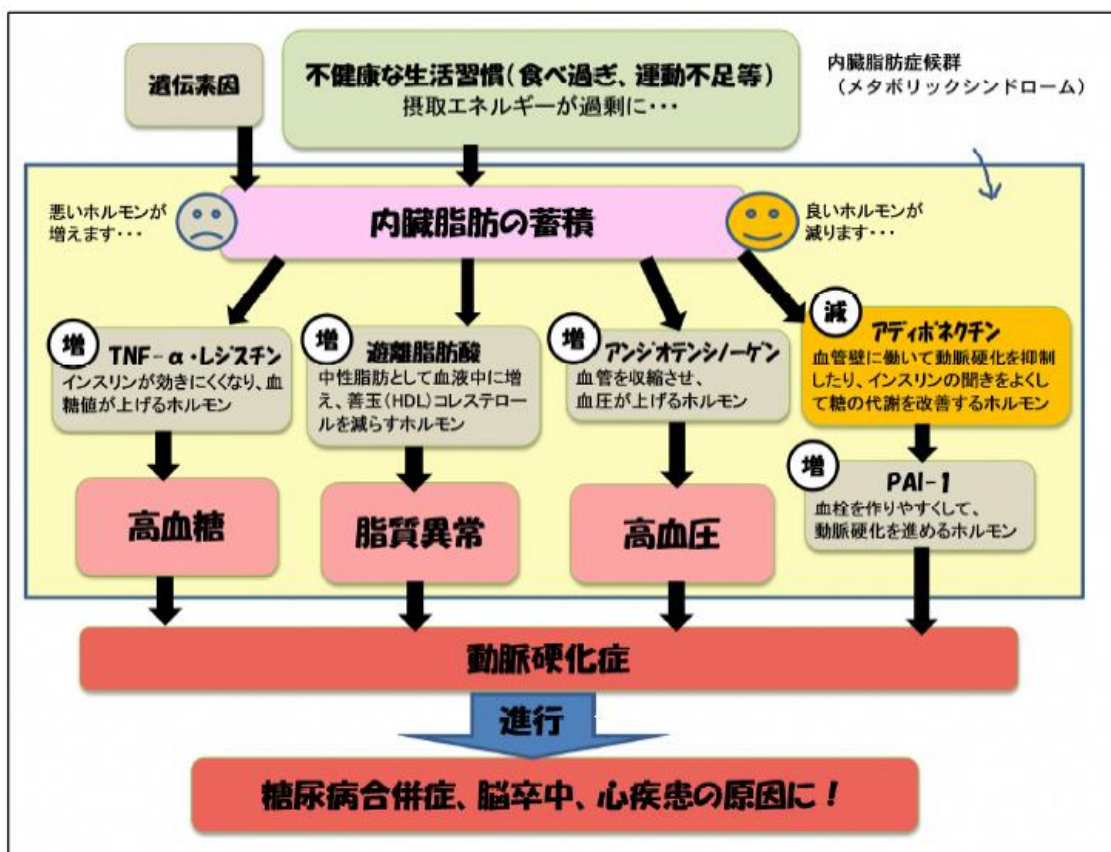 遺伝素因
不健康な生活習慣(食べ過ぎ、運動不足等)
摂取エネルギーが過剰に・・・
内臓脂肪症候群
(メタボリックシンドローム)
悪いホルモンが
増えます・・・
内臓脂肪の蓄積
良いホルモンが
減ります・・・
増
TNF-α・レジスチン
インスリンが効きにくくなり、血
糖値が上げるホルモン
増
遊離脂肪酸
中性脂肪として血液中に増
え、善玉(HDL)コレステロー
ルを減らすホルモン
増
アンジオテンシノーゲン
血管を収縮させ、
血圧が上げるホルモン
減
アディポネクチン
血管壁に働いて動脈硬化を抑制
したり、インスリンの聞きをよくし
て糖の代謝を改善するホルモン
増
PAI-1
血栓を作りやすくして、
動脈硬化を進めるホルモン
高血糖
脂質異常
高血圧
動脈硬化症
進行
糖尿病合併症、脳卒中、心疾患の原因に!